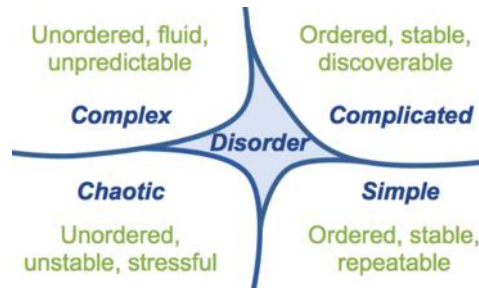 Unordered, fluid,
unpredictable
Complex
Ordered, stable,
discoverable
Complicated
Disorder
Chaotic
Unordered,
unstable, stressful
Simple
Ordered, stable,
repeatable